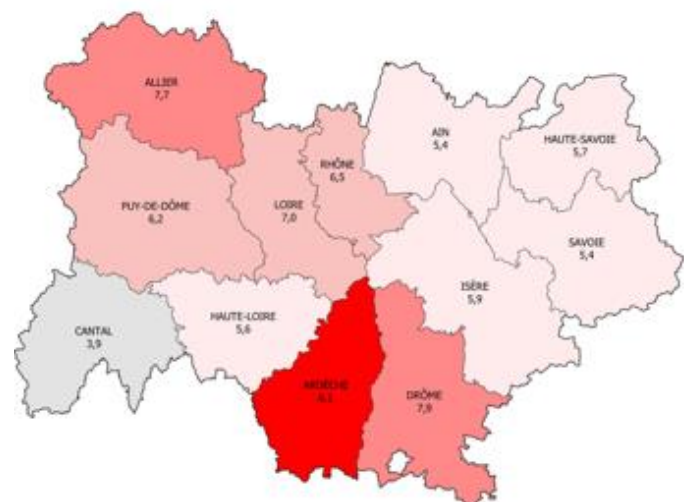 ALLIER
7,7
AIN
5,4
HAUTE-SAVOIE
5,7
RHÔNE
6,5
PUY-DE-DÔME
6,2
LOIRE
7,0
SAVOIE
5,4
ISÈRE
5,9
HAUTE-LOIRE
5,6
CANTAL
3,9
ARDÈCHE
DRÔME
7,9